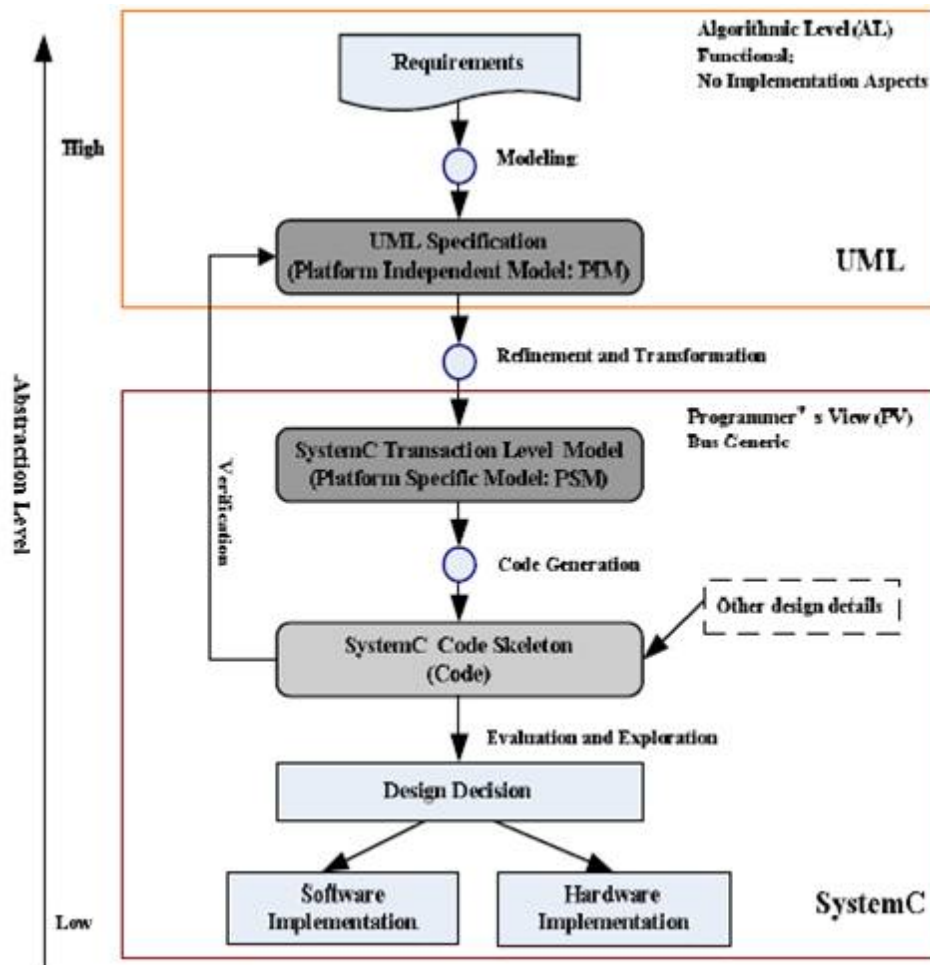 Algorithmic Level (AL)
Functional;
No Implementation Aspects
Requirements
High
Modeling
UML Specification
(Platform Independent Model: PIM)
UML
Refinement and Transformation
Abstraction Level
Programmer's View (PV)
Bus Generic
SystemC Transaction Level Model
(Platform Specific Model: PSM)
Verification
Code Generation
Other design details
SystemC Code Skeleton
(Code)
Evaluation and Exploration
Design Decision
Software
Implementation
Hardware
Implementation
SystemC
Low